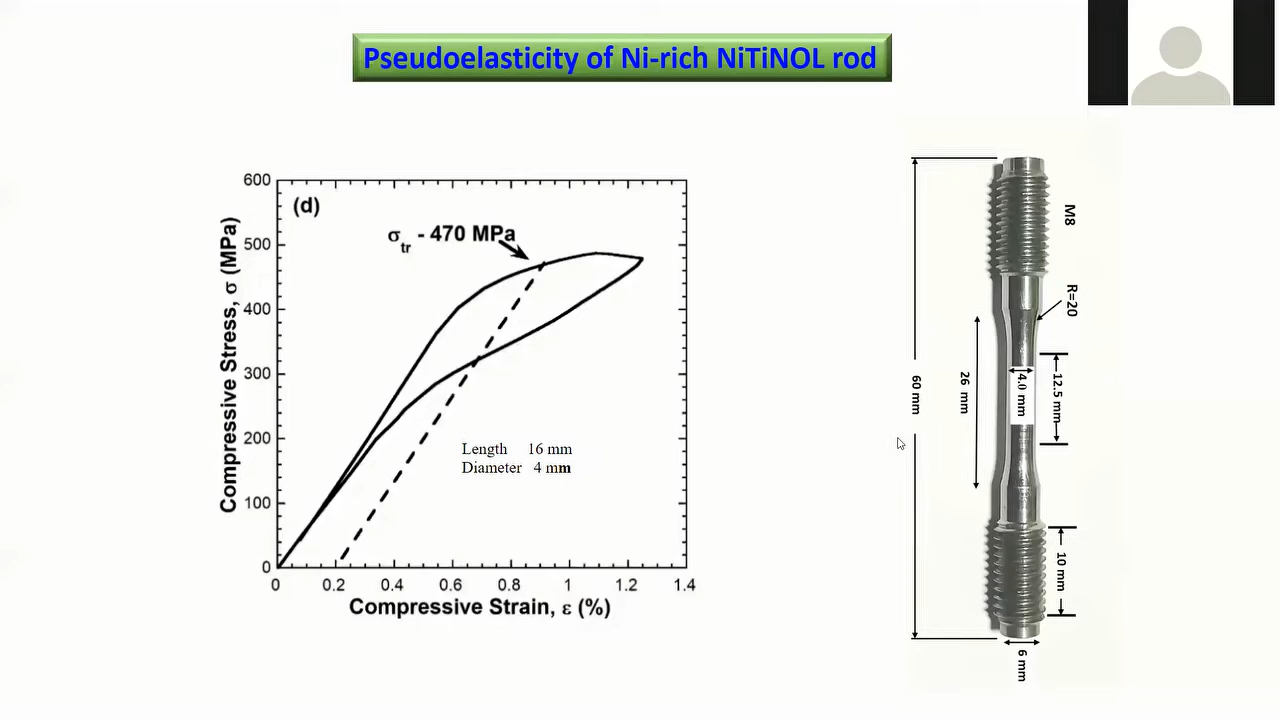 Pseudoelasticity of Ni-rich NiTiNOL rod
(d)
σtr - 470 MPa
Compressive Stress, σ (MPa)
600
500
400
300
200
100
0
Length 16 mm
Diameter 4 mm
0 0.2 0.4 0.6 0.8 1 1.2 1.4
Compressive Strain, ε (%)
M8
R=20
60 mm
26 mm
4.0 mm
12.5 mm
10 mm
6 mm